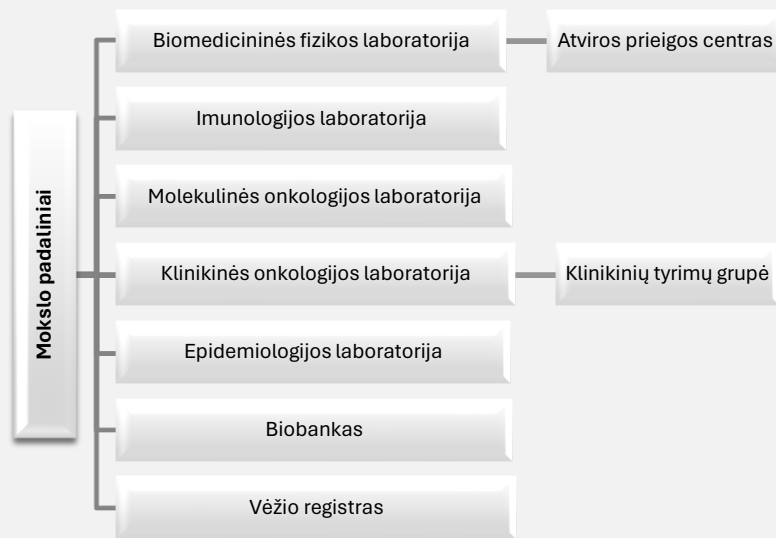 Mokslo padaliniai
Biomedicininės fizikos laboratorija
Atviros prieigos centras
Imunologijos laboratorija
Molekulinės onkologijos laboratorija
Klinikinės onkologijos laboratorija
Klinikinių tyrimų grupė
Epidemiologijos laboratorija
Biobankas
Vėžio registras